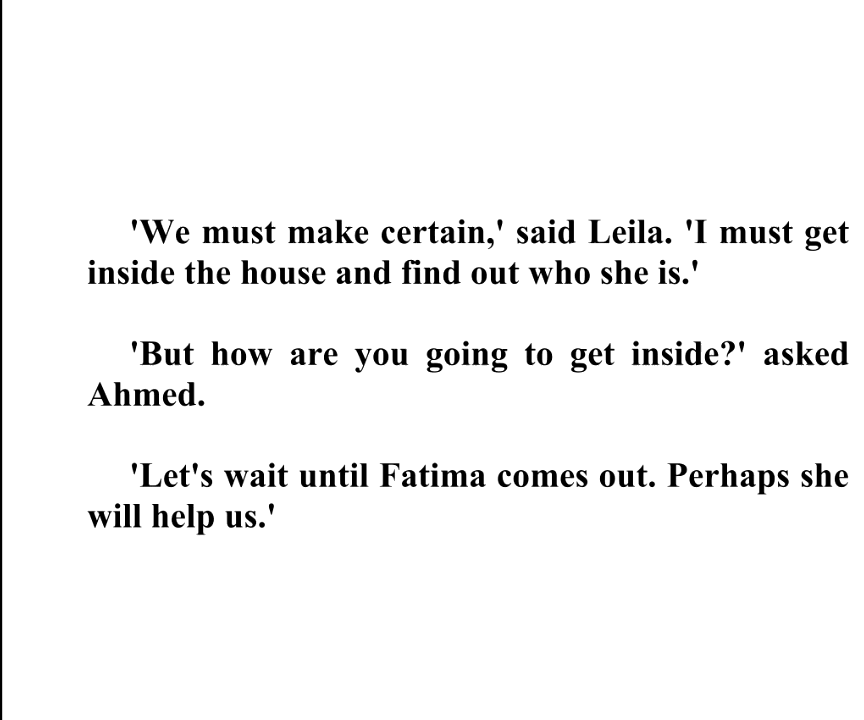 'We must make certain,' said Leila. 'I must get
inside the house and find out who she is.'
'But how are you going to get inside?' asked
Ahmed.
'Let's wait until Fatima comes out. Perhaps she
will help us.'